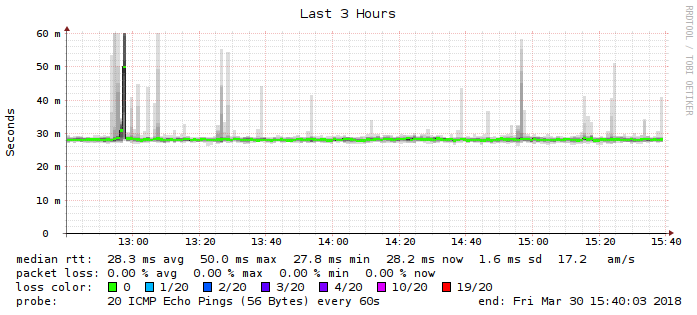 Last 3 Hours
RRDTOOL / TOBI OETIKER
Seconds
60 m
50 m
40 m
30 m
20 m
10 m
0
13:00 13:20 13:40 14:00 14:20 14:40 15:00 15:20 15:40
median rtt: 28.3 ms avg 50.0 ms max 27.8 ms min 28.2 ms now 1.6 ms sd 17.2 am/s
packet loss: 0.00 % avg 0.00 % max 0.00 % min 0.00 % now
loss color: 0 1/20 2/20 3/20 4/20 10/20 19/20
probe: 20 ICMP Echo Pings (56 Bytes) every 60s end: Fri Mar 30 15:40:03 2018